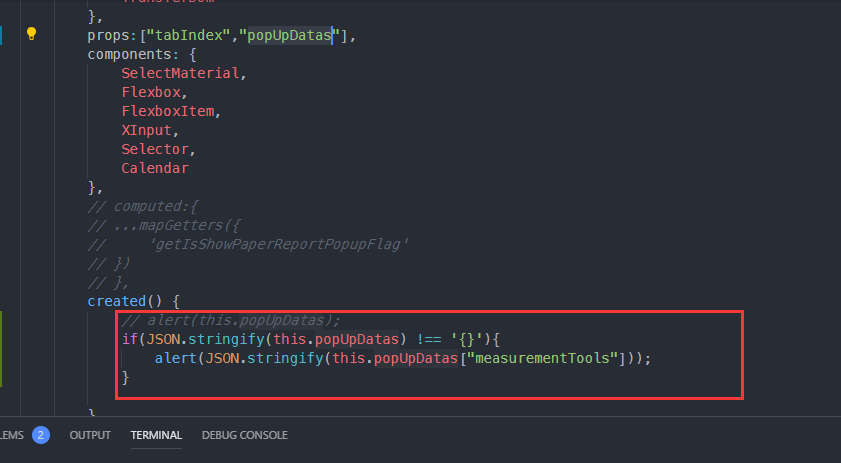 },
props:["tabIndex","popUpDatas"],
components: {
SelectMaterial,
Flexbox,
FlexboxItem,
XInput,
Selector,
Calendar
},
// computed:{
// ...mapGetters({
//     'getIsShowPaperReportPopupFlag'
// })
// },
created() {
// alert(this.popUpDatas);
if(JSON.stringify(this.popUpDatas) !== '{}'){
alert(JSON.stringify(this.popUpDatas["measurementTools"]));
}
}
LEMS 2 OUTPUT TERMINAL DEBUG CONSOLE